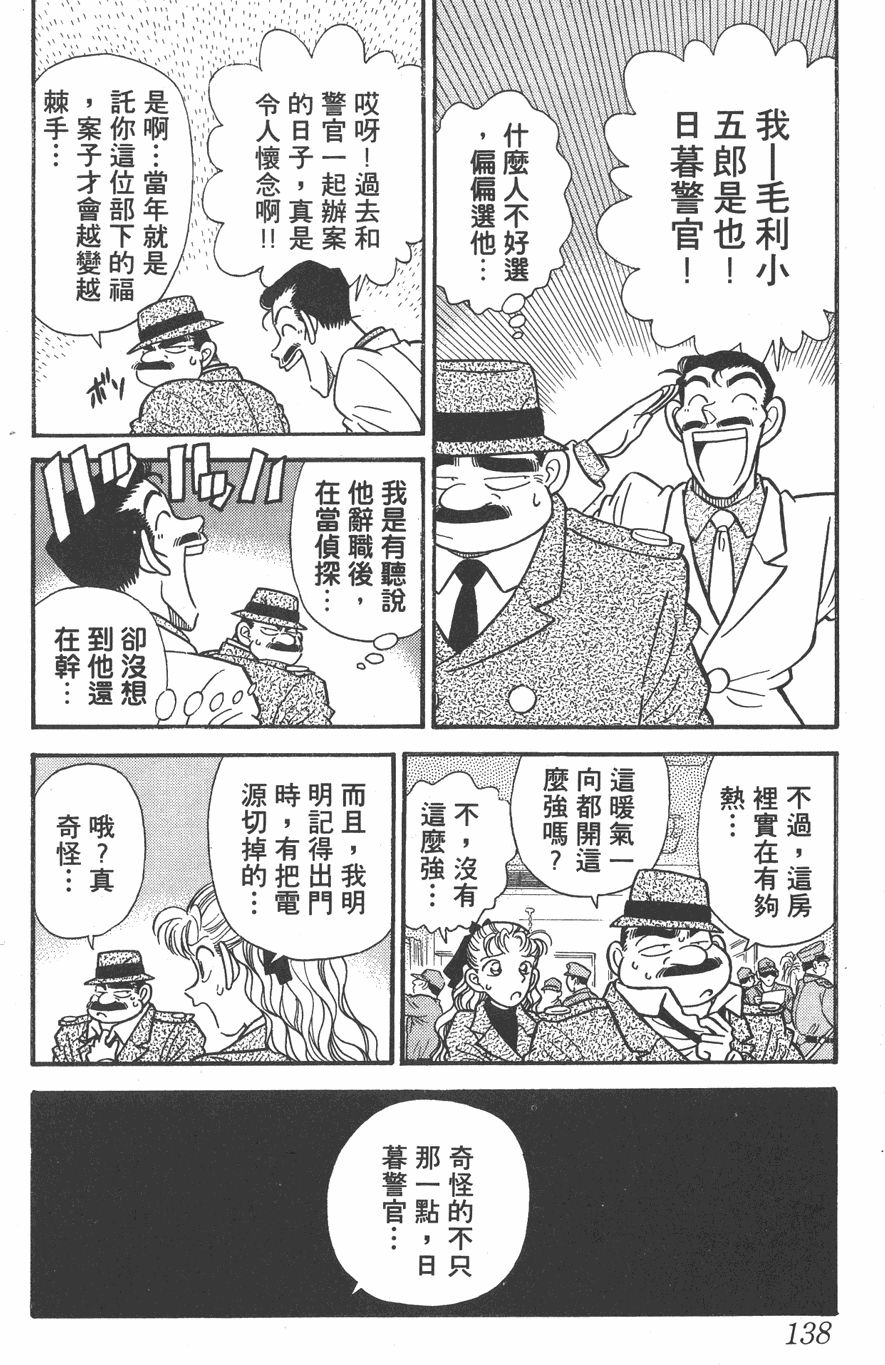 我—毛利小
五郎是也！
日暮警官！
什麼人不好選
，偏偏選他…
哎呀！過去和
警官一起辦案
的日子，真是
令人懷念啊!!
是啊…當年就是
託你這位部下的福
，案子才會越變越
棘手…
ボソ
我是有聽說
他辭職後，
在當偵探…
卻沒想
到他還
在幹…
不過，這房
裡實在有夠
熱…
這暖氣一
向都開這
麼強嗎？
不，沒有
這麼強…
而且，我明
明記得出門
時，有把電
源切掉的…
哦？真
奇怪…
奇怪的不只
那一點，日
暮警官…
138